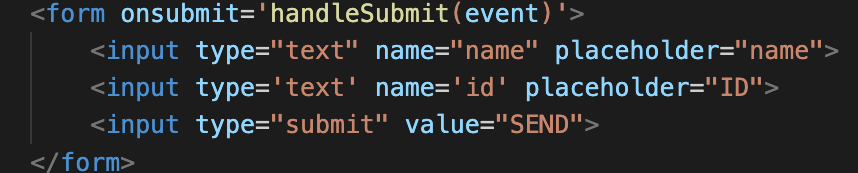 <form onsubmit='handleSubmit(event)'>
<input type="text" name="name" placeholder="name">
<input type='text' name='id' placeholder="ID">
<input type="submit" value="SEND">
</form>